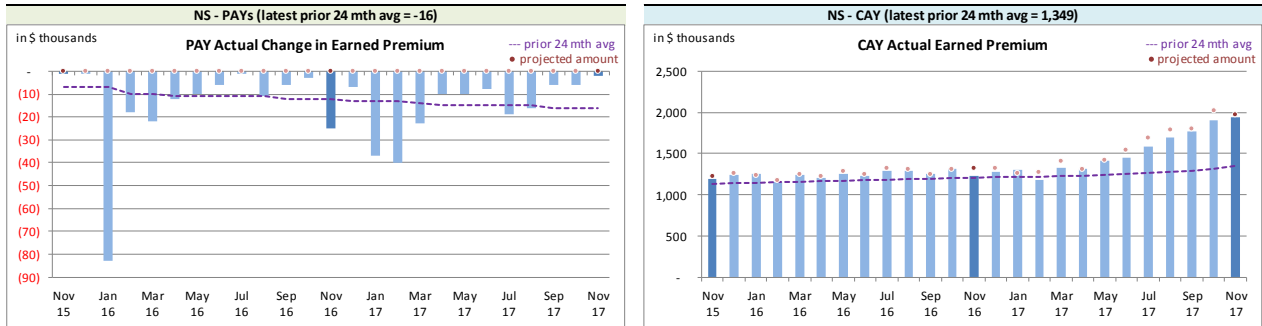 NS - PAYs (latest prior 24 mth avg = -16)
in $ thousands
PAY Actual Change in Earned Premium
--- prior 24 mth avg
● projected amount
-
(10)
(20)
(30)
(40)
(50)
(60)
(70)
(80)
(90)
Nov Jan Mar May Jul Sep Nov Jan Mar May Jul Sep Nov
15 16 16 16 16 16 16 17 17 17 17 17 17
NS - CAY (latest prior 24 mth avg = 1,349)
in $ thousands
CAY Actual Earned Premium
--- prior 24 mth avg
● projected amount
2,500
2,000
1,500
1,000
500
-
Nov Jan Mar May Jul Sep Nov Jan Mar May Jul Sep Nov
15 16 16 16 16 16 16 17 17 17 17 17 17